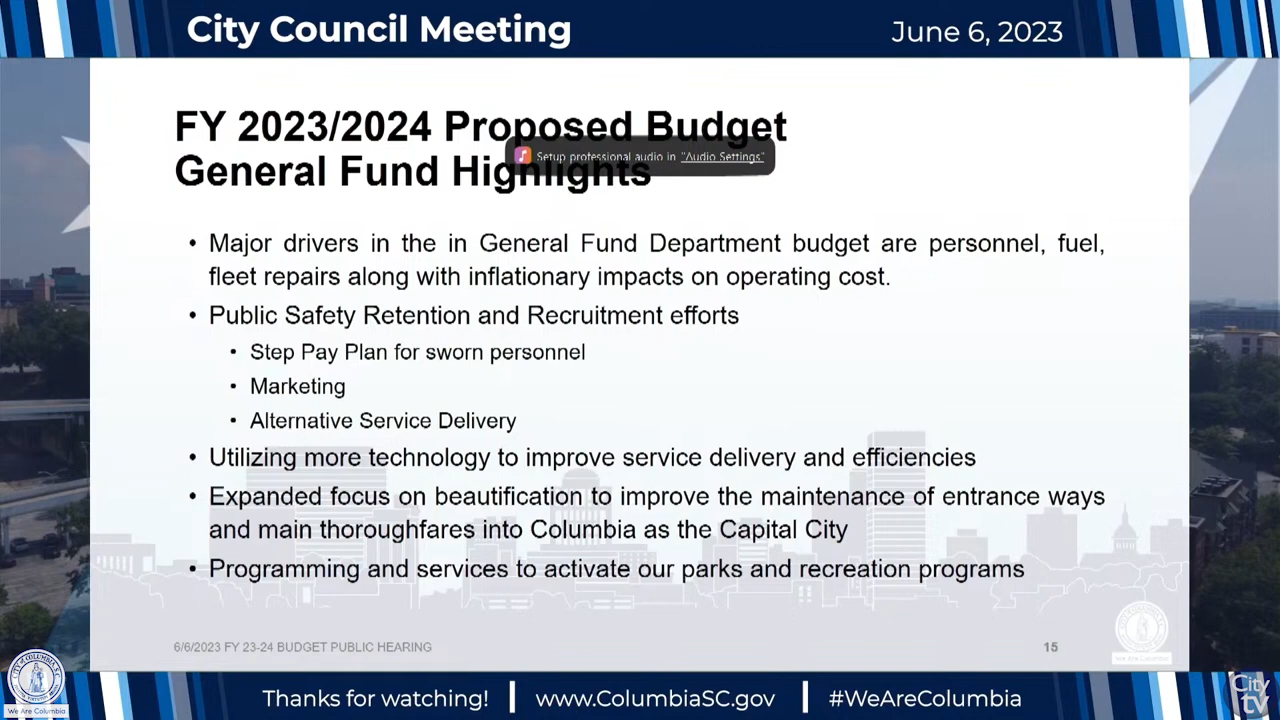 City Council Meeting
June 6, 2023
FY 2023/2024 Proposed Budget
Setup professional audio in "Audio Settings"
General Fund Highlights
• Major drivers in the in General Fund Department budget are personnel, fuel,
fleet repairs along with inflationary impacts on operating cost.
• Public Safety Retention and Recruitment efforts
• Step Pay Plan for sworn personnel
• Marketing
• Alternative Service Delivery
• Utilizing more technology to improve service delivery and efficiencies
• Expanded focus on beautification to improve the maintenance of entrance ways
and main thoroughfares into Columbia as the Capital City
• Programming and services to activate our parks and recreation programs
We Are Columbia
6/6/2023 FY 23-24 BUDGET PUBLIC HEARING
15
We Are Columbia
Thanks for watching! | www.ColumbiaSC.gov | #WeAreColumbia
City
tv